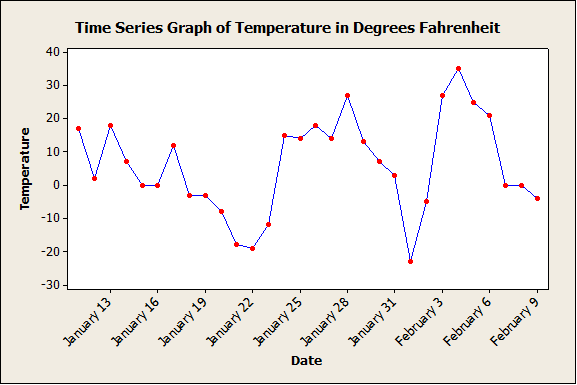 Time Series Graph of Temperature in Degrees Fahrenheit
40
30
20
10
0
-10
-20
-30
Temperature
January 13
January 16
January 19
January 22
January 25
January 28
January 31
February 3
February 6
February 9
Date